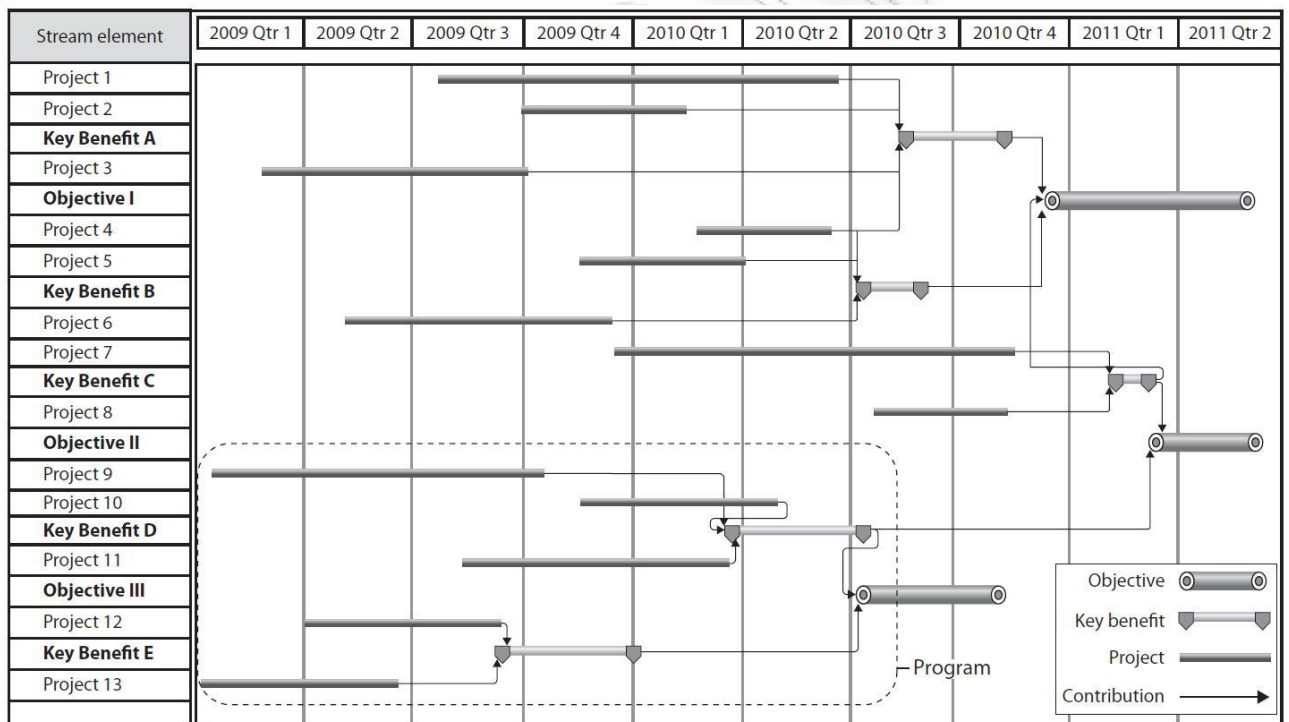 Stream element 2009 Qtr 1 2009 Qtr 2 2009 Qtr 3 2009 Qtr 4 2010 Qtr 1 2010 Qtr 2 2010 Qtr 3 2010 Qtr 4 2011 Qtr 1 2011 Qtr 2
Project 1
Project 2
Key Benefit A
Project 3
Objective I
Project 4
Project 5
Key Benefit B
Project 6
Project 7
Key Benefit C
Project 8
Objective II
Project 9
Project 10
Key Benefit D
Project 11
Objective III
Project 12
Key Benefit E
Project 13
Program
Objective
Key benefit
Project
Contribution